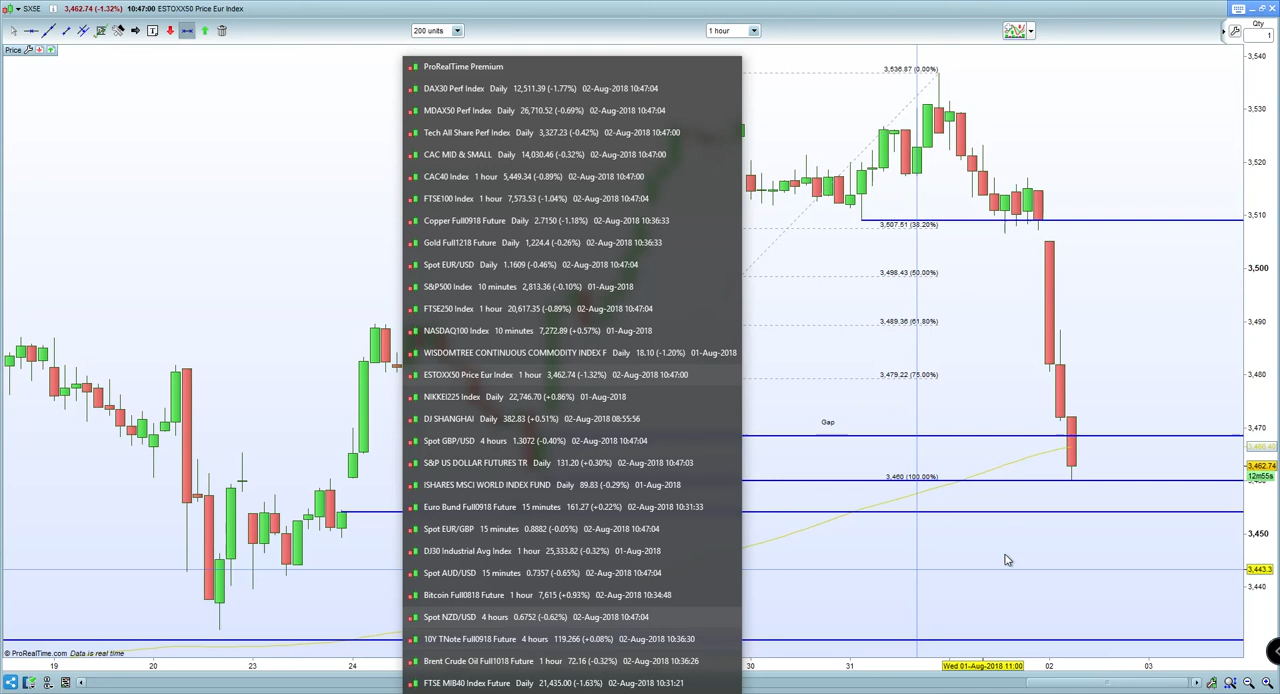 SX5E 3,462.74 (-1.32%) 10:47:00 ESTOXX50 Price Eur Index
Qty
200 units 1 hour 1
Price
ProRealTime Premium
DAX30 Perf Index Daily 12,511.39 (-1.77%) 02-Aug-2018 10:47:04
MDAX50 Perf Index Daily 26,710.52 (-0.69%) 02-Aug-2018 10:47:04
Tech All Share Perf Index Daily 3,327.23 (-0.42%) 02-Aug-2018 10:47:00
CAC MID & SMALL Daily 14,030.46 (-0.32%) 02-Aug-2018 10:47:00
CAC40 Index 1 hour 5,449.34 (-0.89%) 02-Aug-2018 10:47:00
FTSE100 Index 1 hour 7,573.53 (-1.04%) 02-Aug-2018 10:47:04
Copper Full0918 Future Daily 2.7150 (-1.18%) 02-Aug-2018 10:36:33
Gold Full1218 Future Daily 1,224.4 (-0.26%) 02-Aug-2018 10:36:33
Spot EUR/USD Daily 1.1609 (-0.46%) 02-Aug-2018 10:47:04
S&P500 Index 10 minutes 2,813.36 (-0.10%) 01-Aug-2018
FTSE250 Index 1 hour 20,617.35 (-0.89%) 02-Aug-2018 10:47:04
NASDAQ100 Index 10 minutes 7,272.89 (+0.57%) 01-Aug-2018
WISDOMTREE CONTINUOUS COMMODITY INDEX F Daily 18.10 (-1.20%) 01-Aug-2018
ESTOXX50 Price Eur Index 1 hour 3,462.74 (-1.32%) 02-Aug-2018 10:47:00
NIKKEI225 Index Daily 22,746.70 (+0.86%) 01-Aug-2018
DJ SHANGHAI Daily 382.83 (+0.51%) 02-Aug-2018 08:55:56
Spot GBP/USD 4 hours 1.3072 (-0.40%) 02-Aug-2018 10:47:04
S&P US DOLLAR FUTURES TR Daily 131.20 (+0.30%) 02-Aug-2018 10:47:03
ISHARES MSCI WORLD INDEX FUND Daily 89.83 (-0.29%) 01-Aug-2018
Euro Bund Full0918 Future 15 minutes 161.27 (+0.22%) 02-Aug-2018 10:31:33
Spot EUR/GBP 15 minutes 0.8882 (-0.05%) 02-Aug-2018 10:47:04
DJ30 Industrial Avg Index 1 hour 25,333.82 (-0.32%) 01-Aug-2018
Spot AUD/USD 15 minutes 0.7357 (-0.65%) 02-Aug-2018 10:47:04
Bitcoin Full0818 Future 1 hour 7,615 (+0.93%) 02-Aug-2018 10:34:48
Spot NZD/USD 4 hours 0.6752 (-0.62%) 02-Aug-2018 10:47:04
10Y TNote Full0918 Future 4 hours 119.266 (+0.08%) 02-Aug-2018 10:36:30
Brent Crude Oil Full1018 Future 1 hour 72.16 (-0.32%) 02-Aug-2018 10:36:26
FTSE MIB40 Index Future 21,435.00 (-1.63%) 02-Aug-2018 10:31:21
3,536.87 (0.00%)
3,507.51 (38.20%)
3,498.43 (50.00%)
3,489.36 (61.80%)
3,479.22 (75.00%)
Gap
3,460 (100.00%)
3,540
3,530
3,520
3,510
3,500
3,490
3,480
3,470
3,462.74
12m55s
3,450
3,443.3
3,440
© ProRealTime.com Data is real time
19 20 23 24 30 31 Wed 01-Aug-2018 11:00 02 03